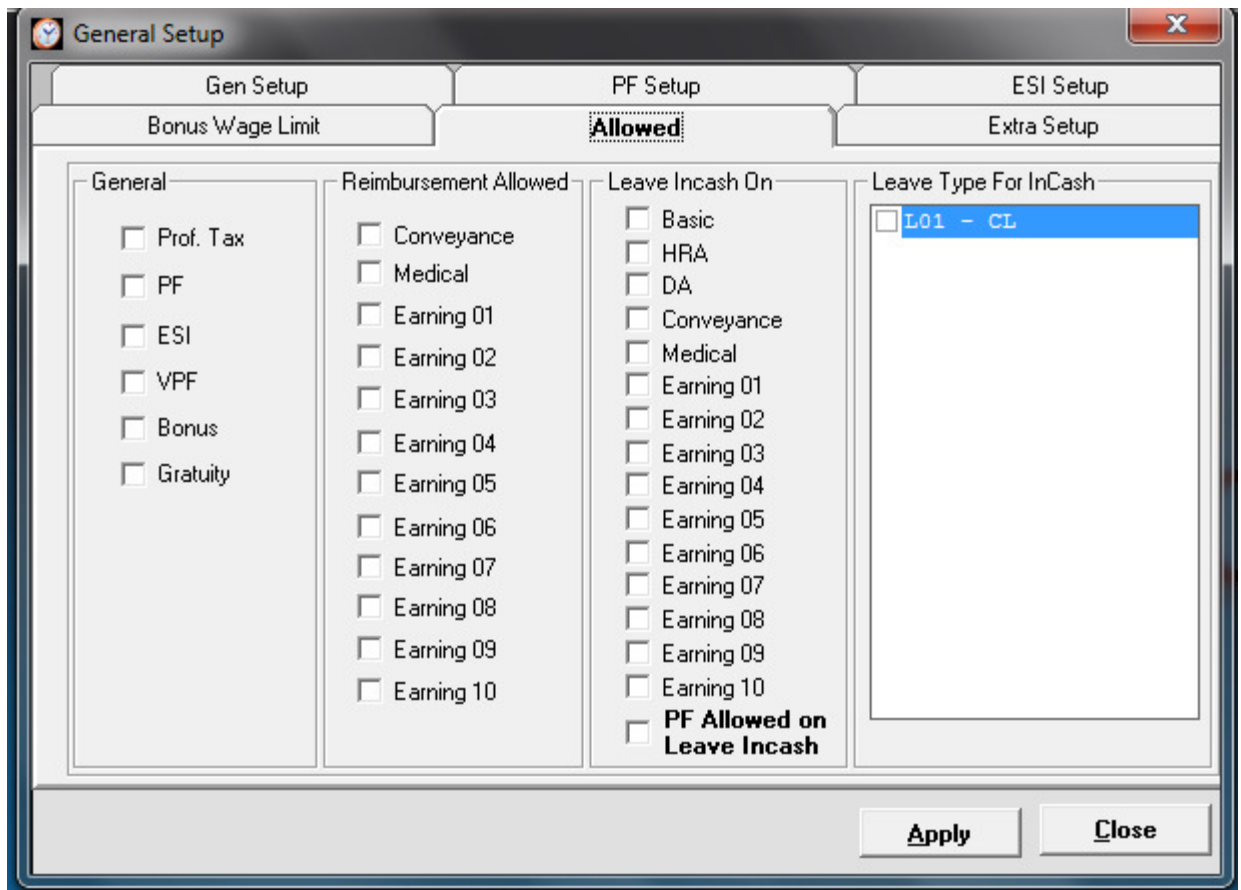 General Setup
Gen Setup
PF Setup
ESI Setup
Bonus Wage Limit
Allowed
Extra Setup
General
Prof. Tax
PF
ESI
VPF
Bonus
Gratuity
Reimbursement Allowed
Conveyance
Medical
Earning 01
Earning 02
Earning 03
Earning 04
Earning 05
Earning 06
Earning 07
Earning 08
Earning 09
Earning 10
Leave Incash On
Basic
HRA
DA
Conveyance
Medical
Earning 01
Earning 02
Earning 03
Earning 04
Earning 05
Earning 06
Earning 07
Earning 08
Earning 09
Earning 10
PF Allowed on
Leave Incash
Leave Type For InCash
L01 - CL
Apply
Close